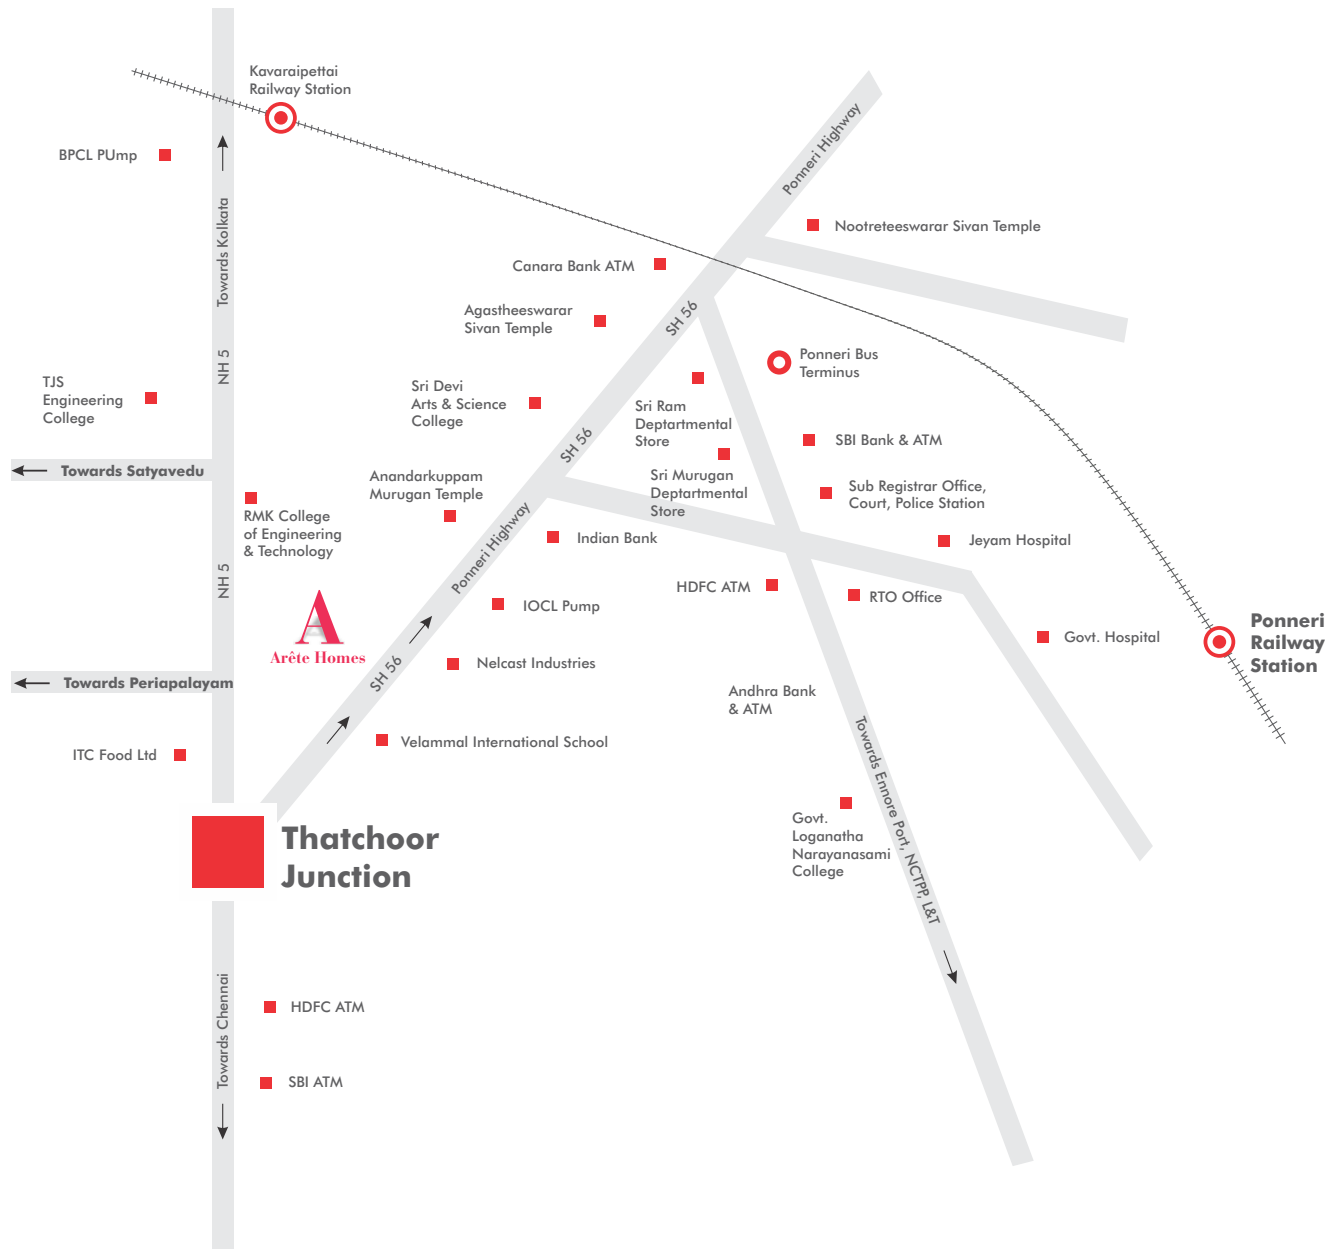 Kavaraipettai
Railway Station
BPCL PUmp
Towards Kolkata
Ponneri Highway
Nootreteeswarar Sivan Temple
Canara Bank ATM
Agastheeswarar
Sivan Temple
SH 56
NH 5
Ponneri Bus
Terminus
TJS
Engineering
College
Sri Devi
Arts & Science
College
Sri Ram
Deptartmental
Store
SH 56
SBI Bank & ATM
Towards Satyavedu
Anandarkuppam
Murugan Temple
Sri Murugan
Deptartmental
Store
Sub Registrar Office,
Court, Police Station
RMK College
of Engineering
& Technology
Ponneri Highway
Indian Bank
Jeyam Hospital
NH 5
HDFC ATM
RTO Office
IOCL Pump
A
Arête Homes
Govt. Hospital
Ponneri
Railway
Station
SH 56
Nelcast Industries
Towards Periapalayam
Andhra Bank
& ATM
Velammal International School
ITC Food Ltd
Towards Ennore Port, NCTPP, L&T
Thatchoor
Junction
Govt.
Loganatha
Narayanasami
College
Towards Chennai
HDFC ATM
SBI ATM